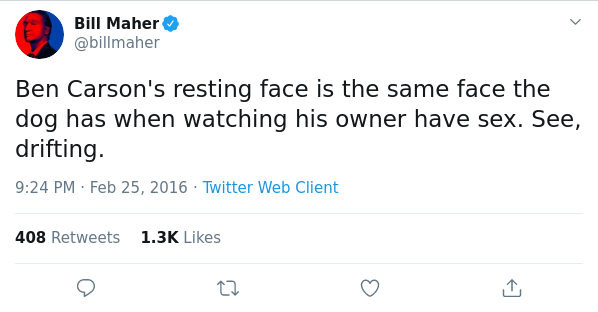 Bill Maher
@billmaher
Ben Carson's resting face is the same face the
dog has when watching his owner have sex. See,
drifting.
9:24 PM · Feb 25, 2016 · Twitter Web Client
408 Retweets 1.3K Likes